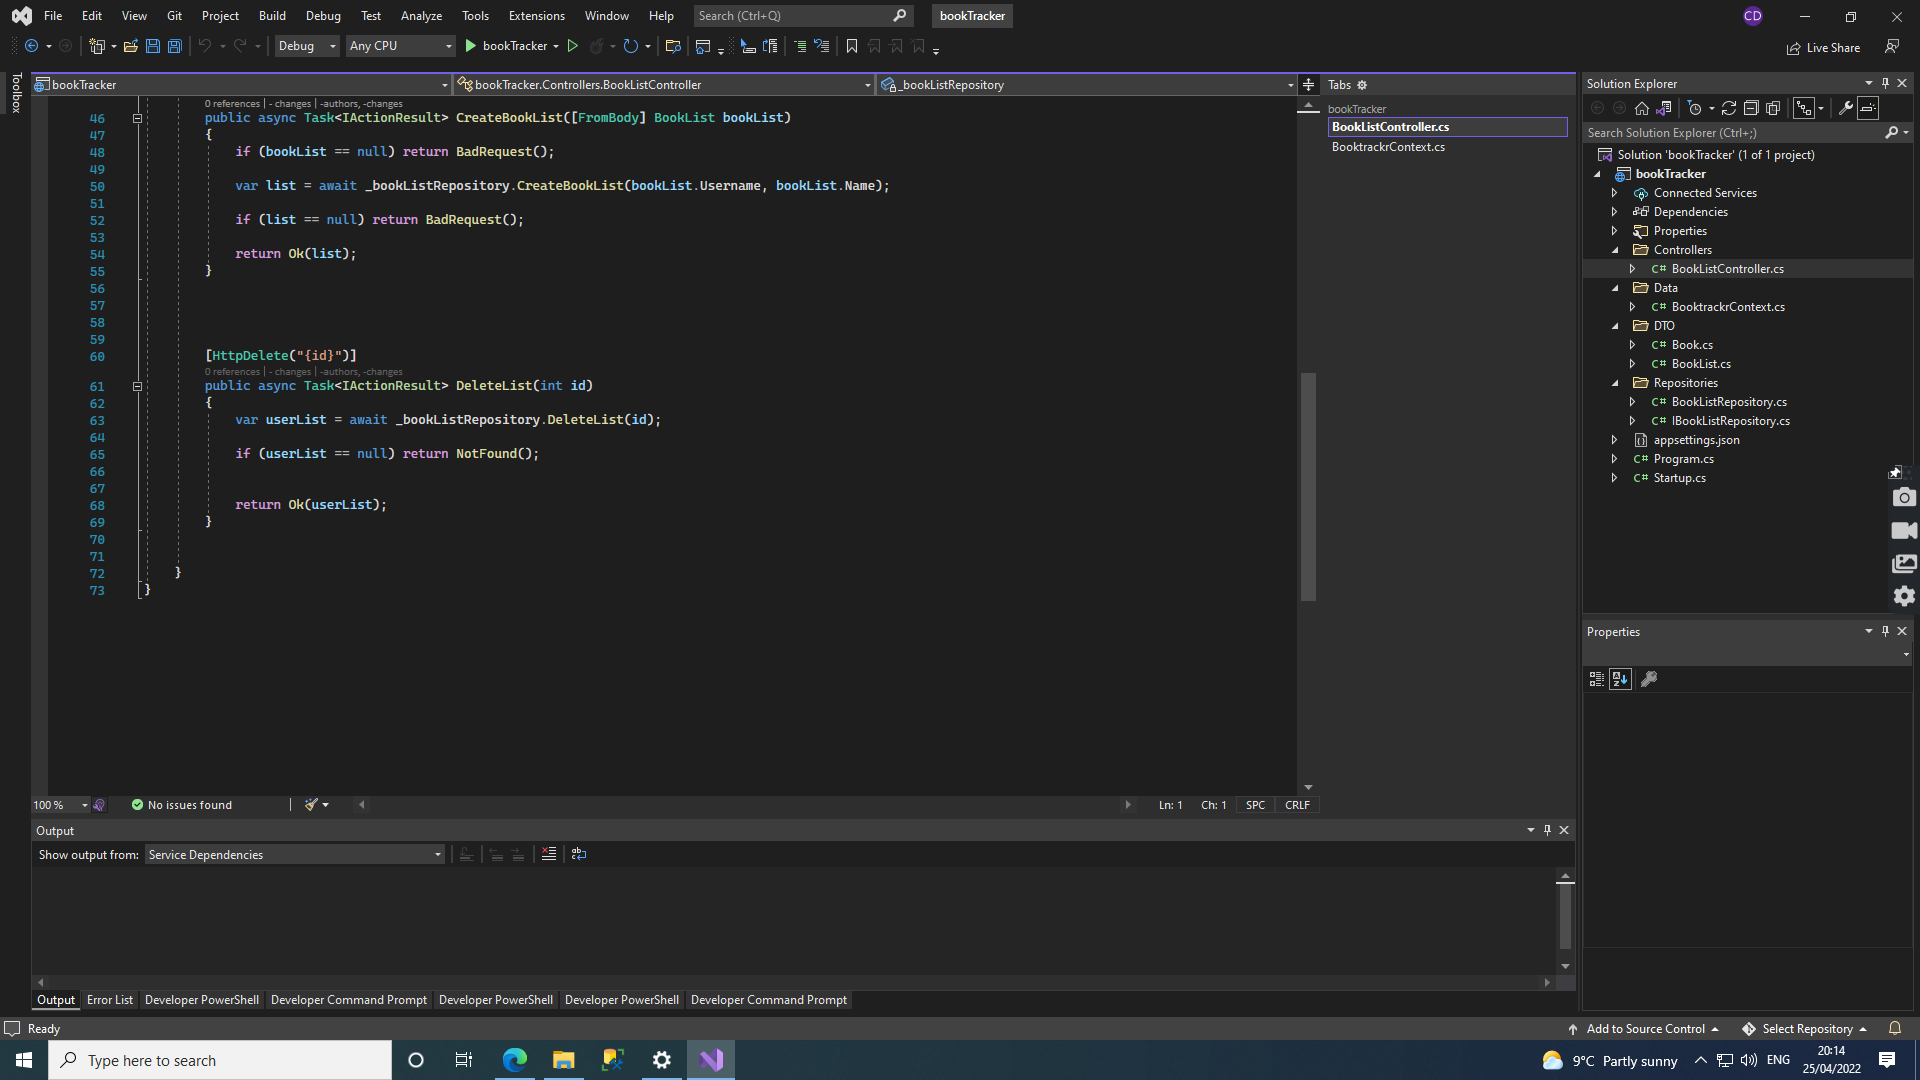 File Edit View Git Project Build Debug Test Analyze Tools Extensions Window Help Search (Ctrl+Q) bookTracker CD
Debug Any CPU bookTracker Live Share
Toolbox
bookTracker bookTracker.Controllers.BookListController _bookListRepository
0 references | - changes | -authors, -changes
46 public async Task<IActionResult> CreateBookList([FromBody] BookList bookList)
47 {
48 if (bookList == null) return BadRequest();
49
50 var list = await _bookListRepository.CreateBookList(bookList.Username, bookList.Name);
51
52 if (list == null) return BadRequest();
53
54 return Ok(list);
55 }
56
57
58
59
60 [HttpDelete("{id}")]
0 references | - changes | -authors, -changes
61 public async Task<IActionResult> DeleteList(int id)
62 {
63 var userList = await _bookListRepository.DeleteList(id);
64
65 if (userList == null) return NotFound();
66
67
68 return Ok(userList);
69 }
70
71
72 }
73 }
Tabs
bookTracker
BookListController.cs
BooktrackrContext.cs
Solution Explorer
Search Solution Explorer (Ctrl+;)
Solution 'bookTracker' (1 of 1 project)
bookTracker
Connected Services
Dependencies
Properties
Controllers
C# BookListController.cs
Data
C# BooktrackrContext.cs
DTO
C# Book.cs
C# BookList.cs
Repositories
C# BookListRepository.cs
C# IBookListRepository.cs
appsettings.json
C# Program.cs
C# Startup.cs
Properties
100 % No issues found Ln: 1 Ch: 1 SPC CRLF
Output
Show output from: Service Dependencies
Output Error List Developer PowerShell Developer Command Prompt Developer PowerShell Developer PowerShell Developer Command Prompt
Ready Add to Source Control Select Repository
Type here to search 9°C Partly sunny ENG 20:14
25/04/2022